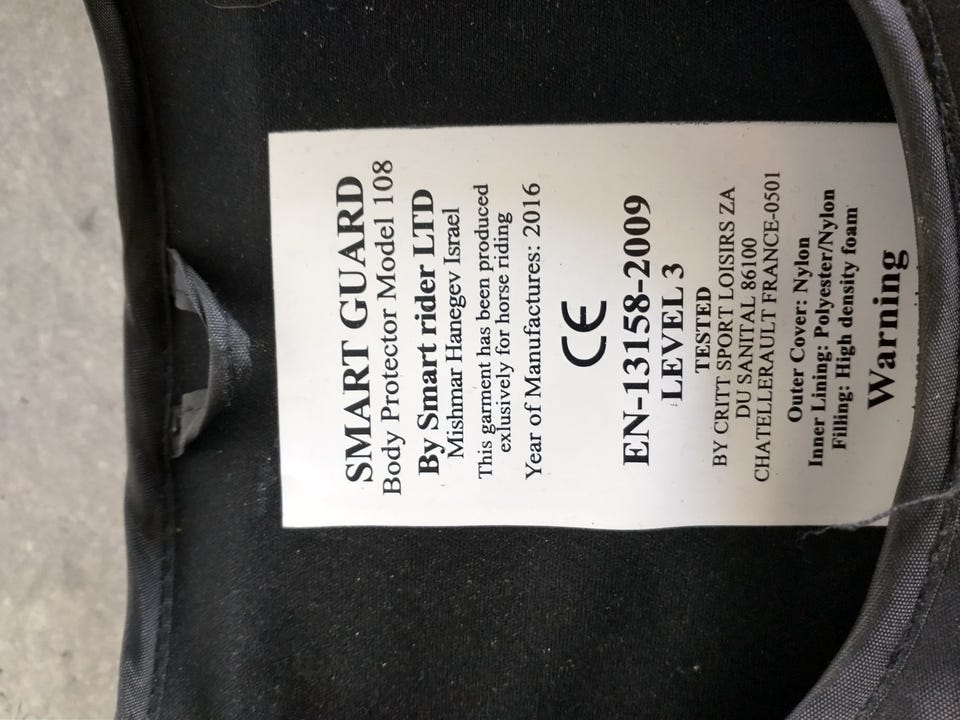 SMART GUARD
Body Protector Model 108
By Smart rider LTD
Mishmar Hanegev Israel
This garment has been produced
exlusively for horse riding
Year of Manufactures: 2016
CE
EN-13158-2009
LEVEL 3
TESTED
BY CRITT SPORT LOISIRS ZA
DU SANITAL 86100
CHATELLERAULT FRANCE-0501
Outer Cover: Nylon
Inner Lining: Polyester/Nylon
Filling: High density foam
Warning